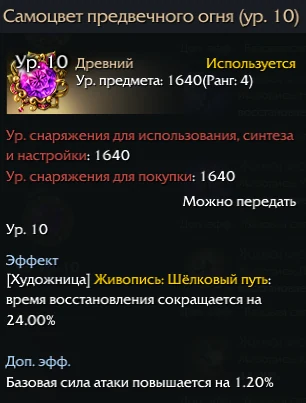 Самоцвет предвечного огня (ур. 10)
Ур. 10
Древний
Используется
Ур. предмета: 1640(Ранг: 4)
Ур. снаряжения для использования, синтеза
и настройки: 1640
Ур. снаряжения для покупки: 1640
Можно передать
Ур. 10
Эффект
[Художница] Живопись: Шёлковый путь:
время восстановления сокращается на
24.00%
Доп. эфф.
Базовая сила атаки повышается на 1.20%